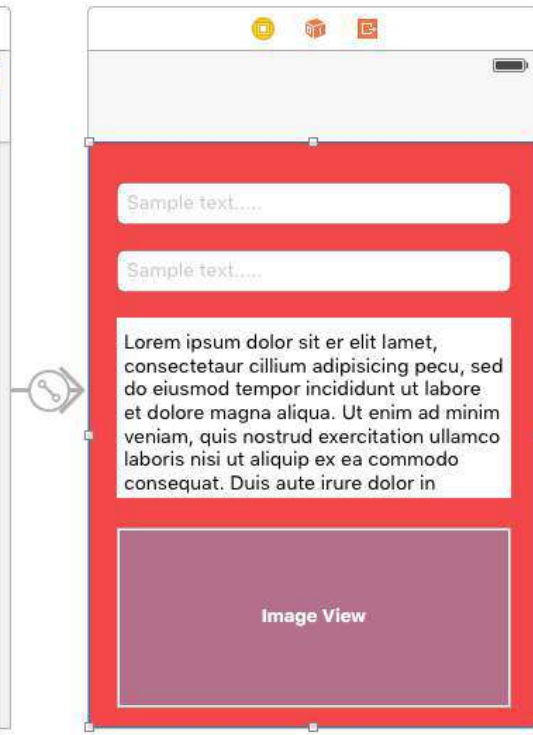 Sample text.....
Sample text.....
Lorem ipsum dolor sit er elit lamet,
consectetaur cillium adipisicing pecu, sed
do eiusmod tempor incididunt ut labore
et dolore magna aliqua. Ut enim ad minim
veniam, quis nostrud exercitation ullamco
laboris nisi ut aliquip ex ea commodo
consequat. Duis aute irure dolor in
Image View